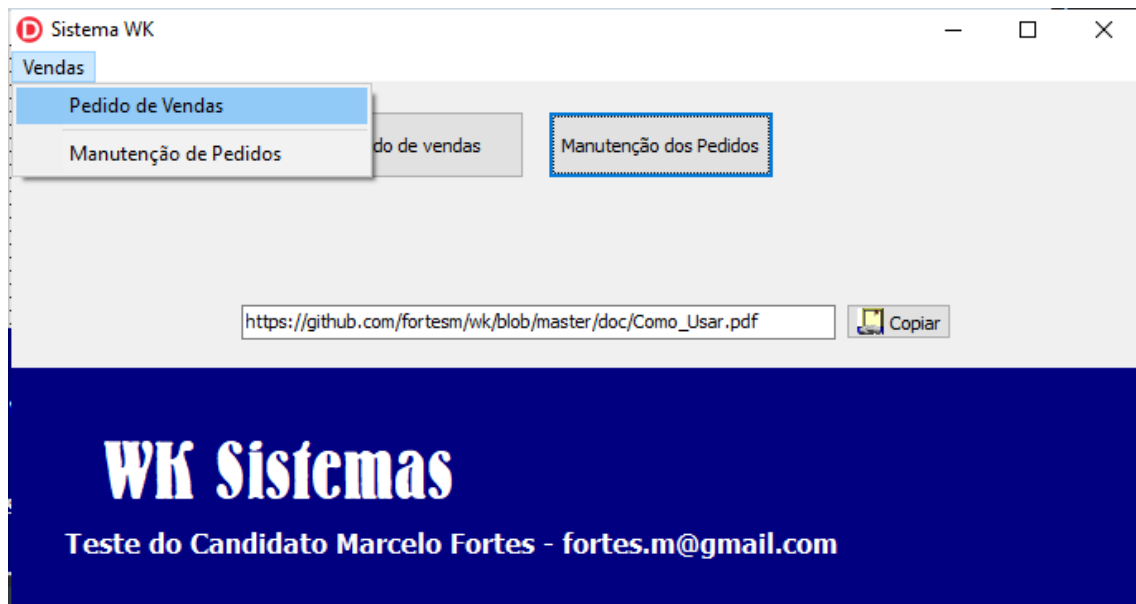 Sistema WK
Vendas
Pedido de Vendas
Manutenção de Pedidos
do de vendas
Manutenção dos Pedidos
https://github.com/fortesm/wk/blob/master/doc/Como_Usar.pdf
Copiar
WK Sistemas
Teste do Candidato Marcelo Fortes - fortes.m@gmail.com